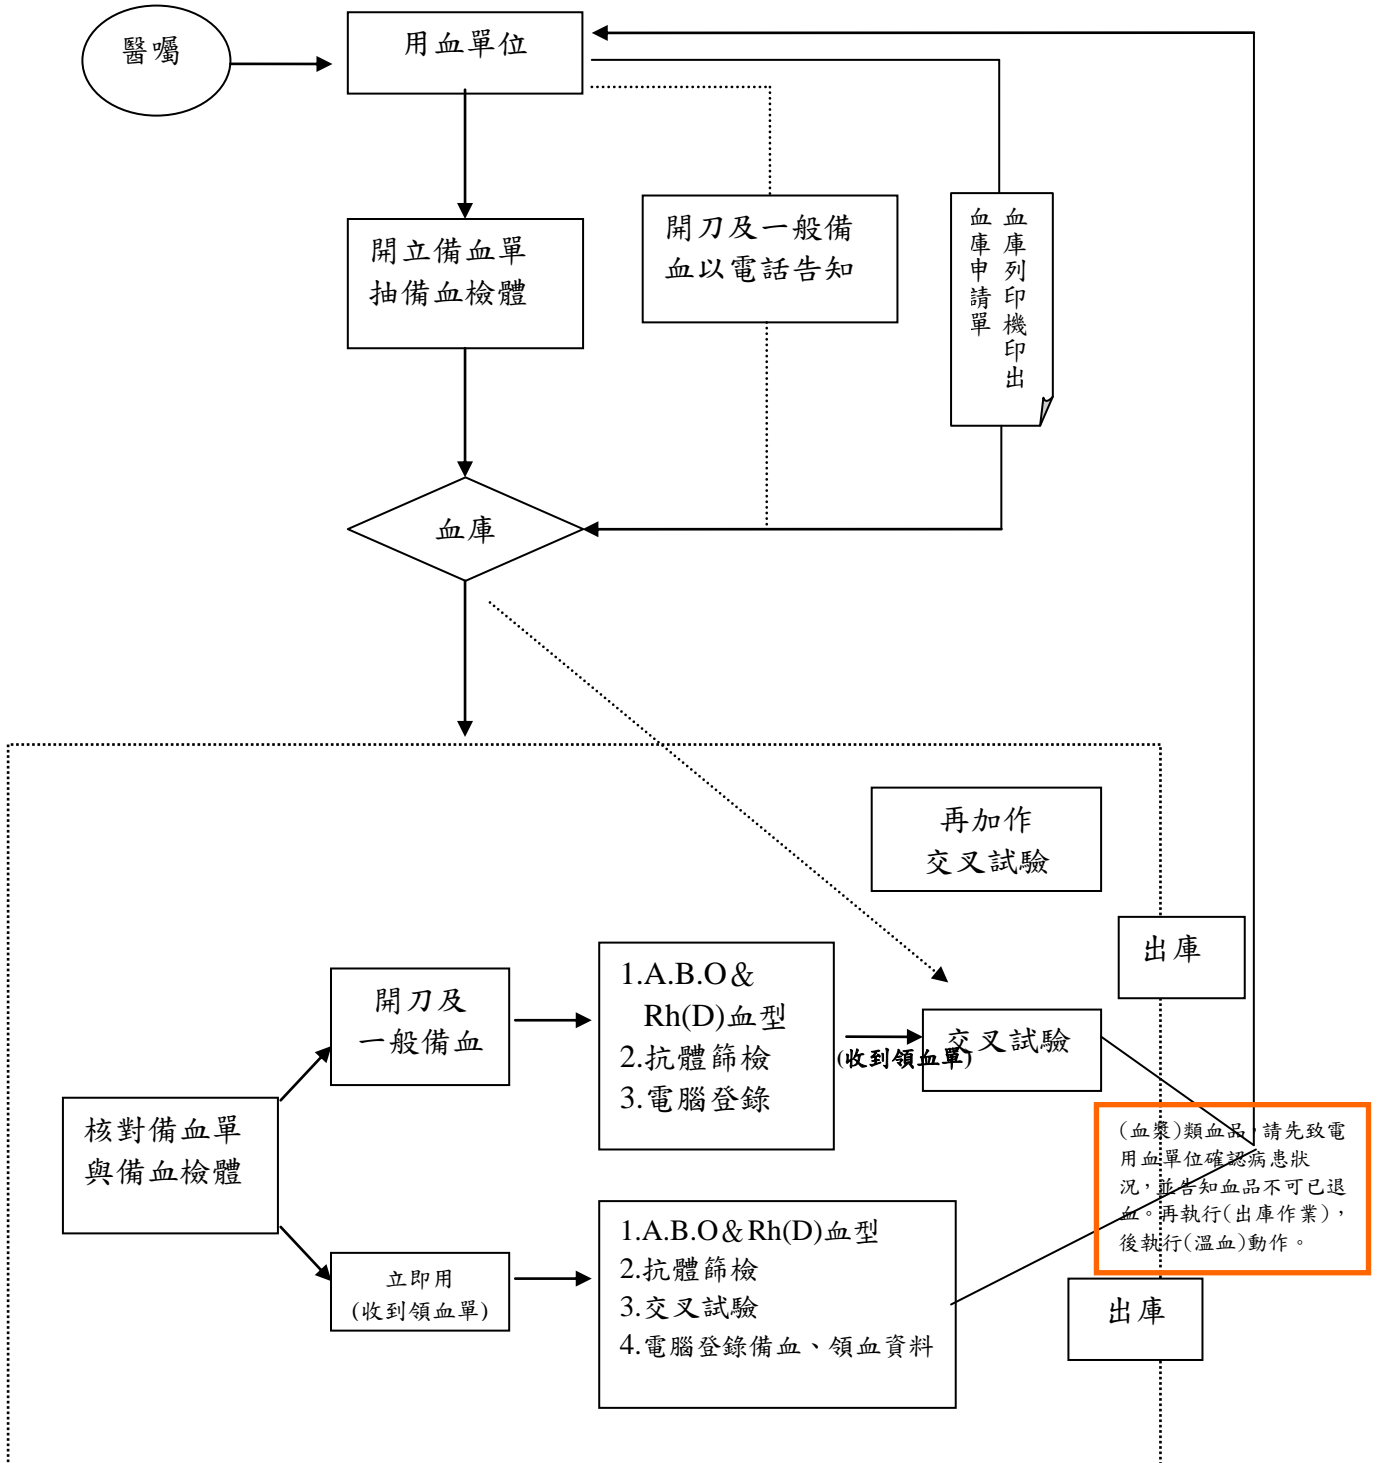 醫囑
用血單位
開立備血單
抽備血檢體
開刀及一般備
血以電話告知
血庫列印機印出
血庫申請單
血庫
再加作
交叉試驗
出庫
開刀及
一般備血
1.A.B.O＆
Rh(D)血型
2.抗體篩檢
3.電腦登錄
(收到領血單)
交叉試驗
核對備血單
與備血檢體
(血漿)類血品，請先致電
用血單位確認病患狀
況，並告知血品不可已退
血。再執行(出庫作業)，
後執行(溫血)動作。
立即用
(收到領血單)
1.A.B.O＆Rh(D)血型
2.抗體篩檢
3.交叉試驗
4.電腦登錄備血、領血資料
出庫